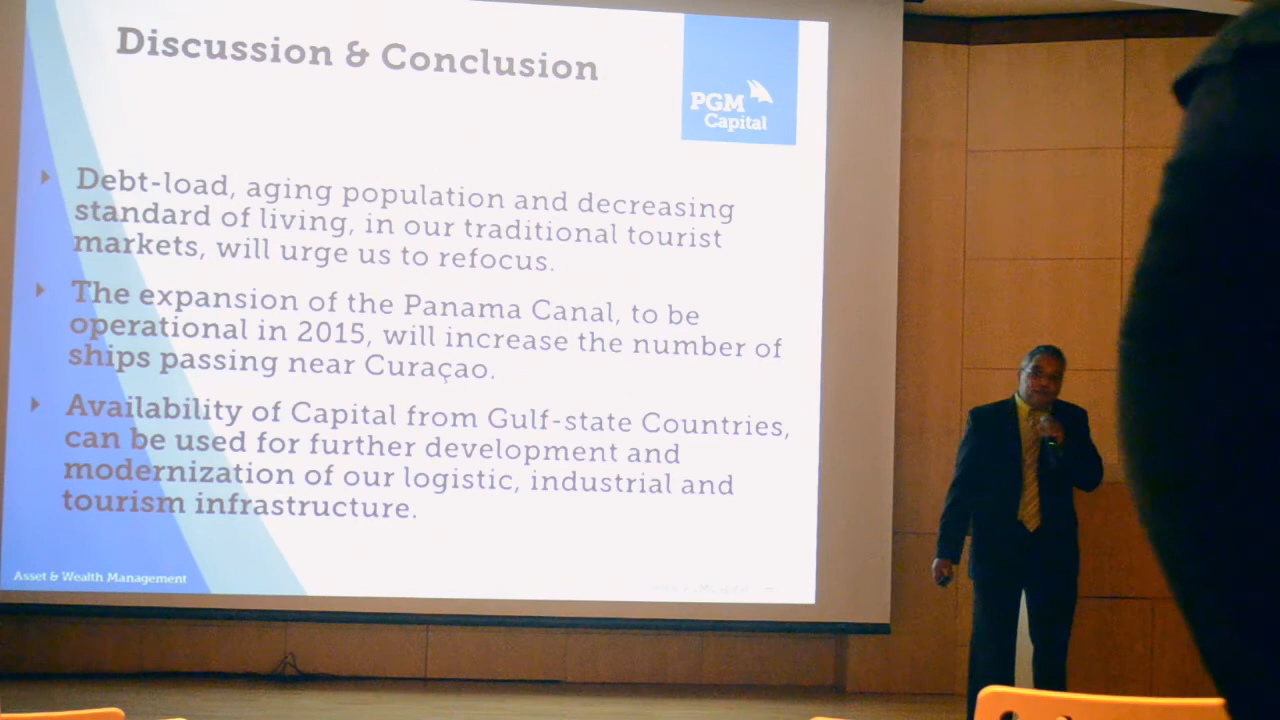 Discussion & Conclusion
PGM
Capital
Debt-load, aging population and decreasing
standard of living, in our traditional tourist
markets, will urge us to refocus.
The expansion of the Panama Canal, to be
operational in 2015, will increase the number of
ships passing near Curaçao.
Availability of Capital from Gulf-state Countries,
can be used for further development and
modernization of our logistic, industrial and
tourism infrastructure.
Asset & Wealth Management